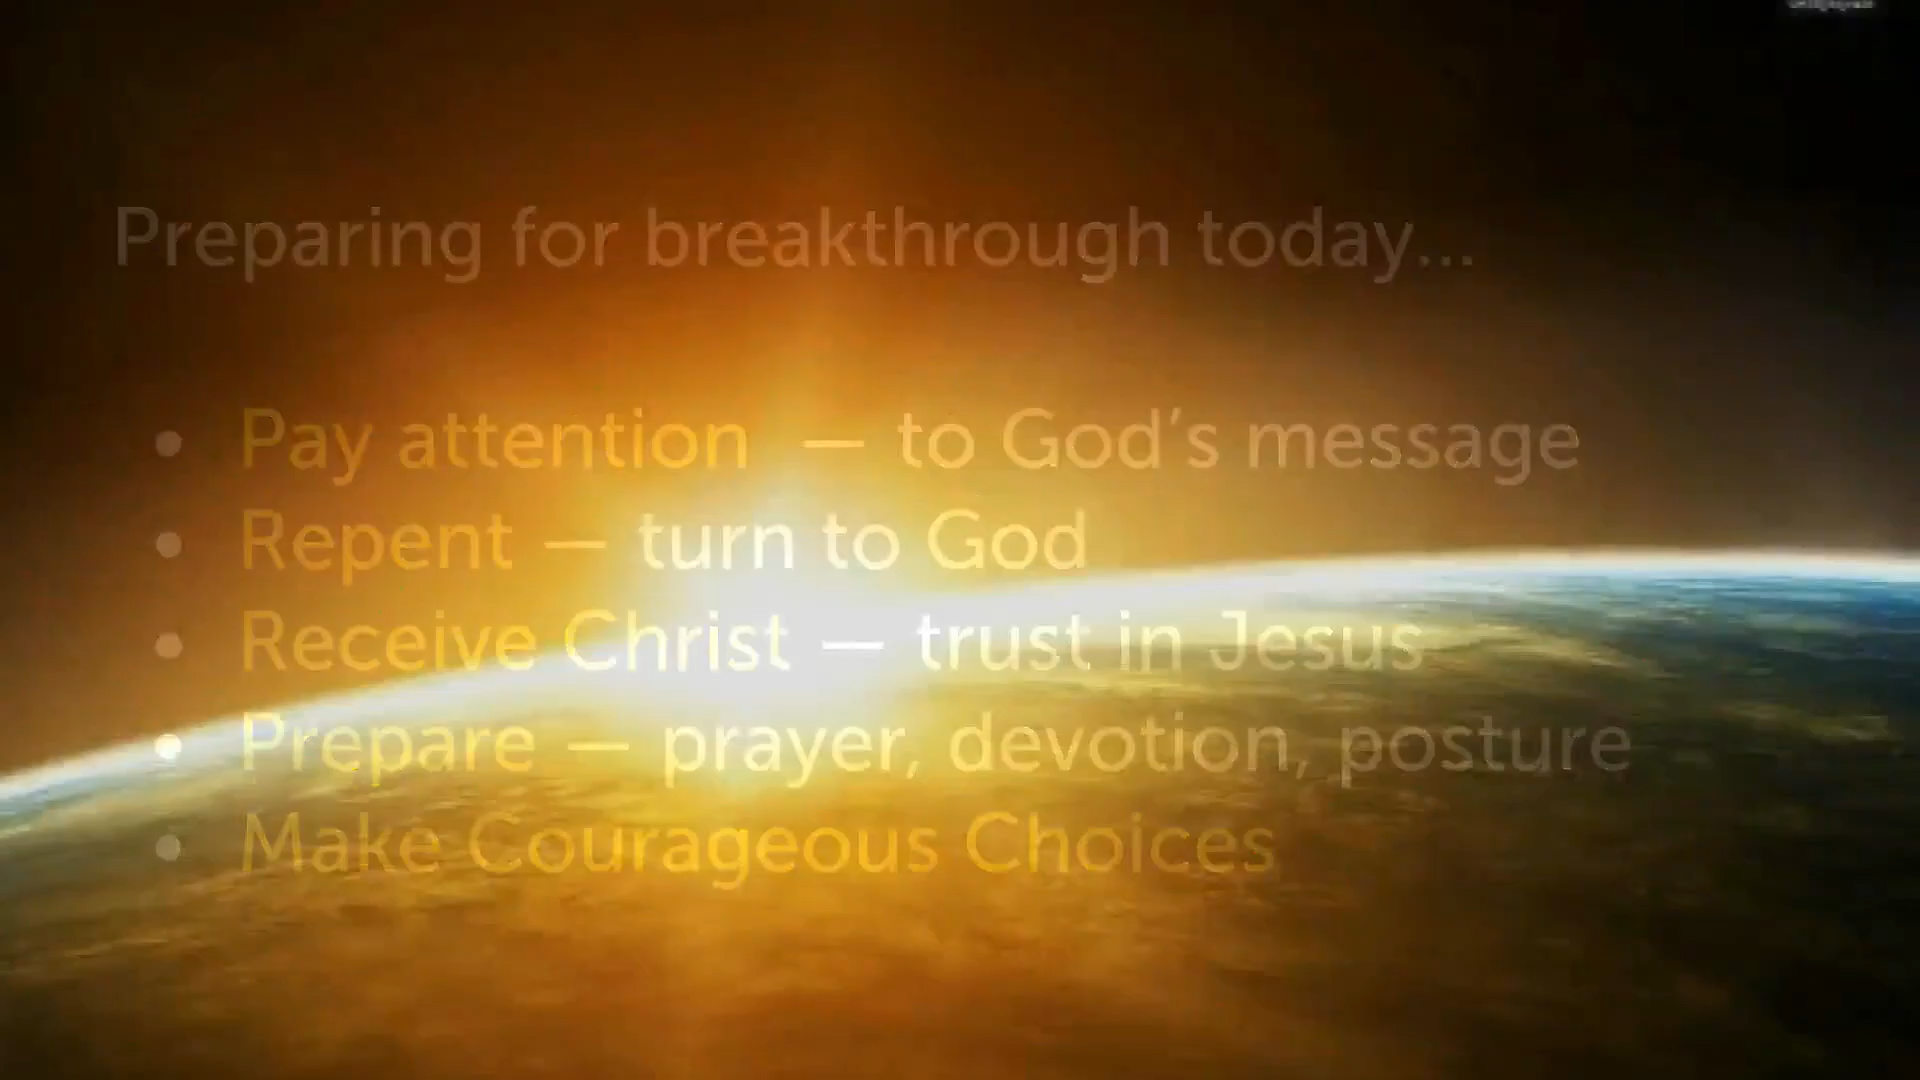 Preparing for breakthrough today...
• Pay attention — to God's message
• Repent — turn to God
• Receive Christ — trust in Jesus
• Prepare — prayer, devotion, posture
• Make Courageous Choices